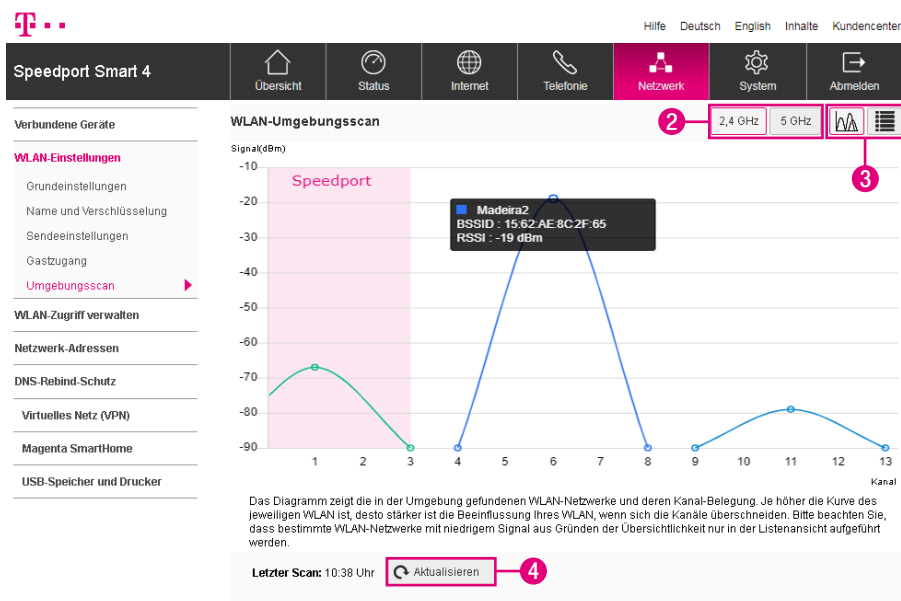 T
Hilfe Deutsch English Inhalte Kundencenter
Speedport Smart 4
Übersicht Status Internet Telefonie Netzwerk System Abmelden
Verbundene Geräte
WLAN-Einstellungen
Grundeinstellungen
Name und Verschlüsselung
Sendeeinstellungen
Gastzugang
Umgebungsscan
WLAN-Zugriff verwalten
Netzwerk-Adressen
DNS-Rebind-Schutz
Virtuelles Netz (VPN)
Magenta SmartHome
USB-Speicher und Drucker
WLAN-Umgebungsscan
2
2,4 GHz 5 GHz
3
Signal(dBm)
-10
-20
-30
-40
-50
-60
-70
-80
-90
Speedport
Madeira2
BSSID : 15:62:AE:8C:2F:65
RSSI : -19 dBm
1 2 3 4 5 6 7 8 9 10 11 12 13
Kanal
Das Diagramm zeigt die in der Umgebung gefundenen WLAN-Netzwerke und deren Kanal-Belegung. Je höher die Kurve des
jeweiligen WLAN ist, desto stärker ist die Beeinflussung Ihres WLAN, wenn sich die Kanäle überschneiden. Bitte beachten Sie,
dass bestimmte WLAN-Netzwerke mit niedrigem Signal aus Gründen der Übersichtlichkeit nur in der Listenansicht aufgeführt
werden.
Letzter Scan: 10:38 Uhr Aktualisieren
4